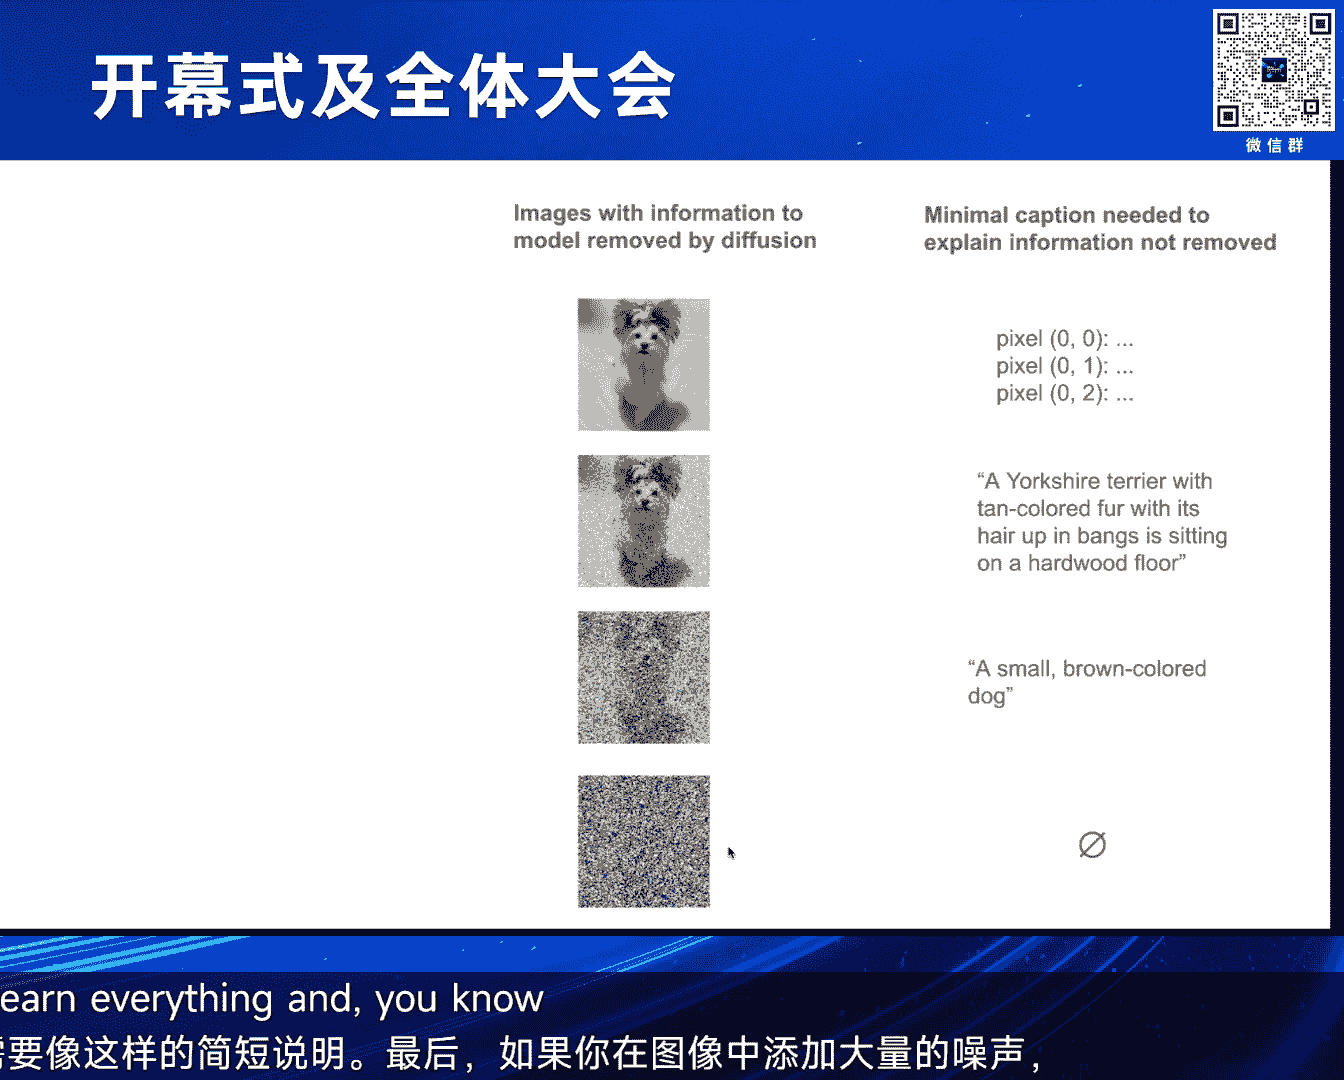 开幕式及全体大会
微信群
Images with information to
model removed by diffusion
Minimal caption needed to
explain information not removed
pixel (0, 0): ...
pixel (0, 1): ...
pixel (0, 2): ...
“A Yorkshire terrier with
tan-colored fur with its
hair up in bangs is sitting
on a hardwood floor”
“A small, brown-colored
dog”
∅
earn everything and, you know
需要像这样的简短说明。最后，如果你在图像中添加大量的噪声，